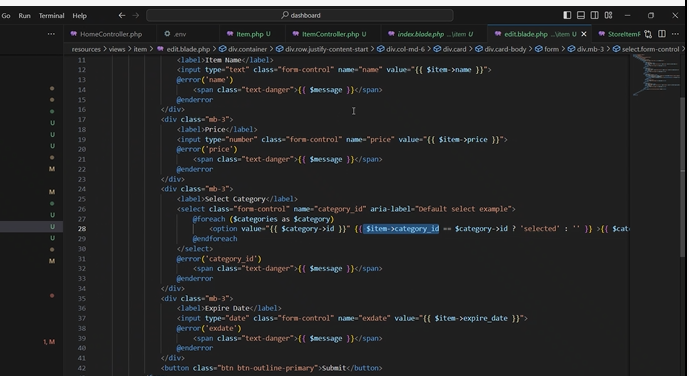 Go Run Terminal Help
dashboard
HomeController.php .env Item.php U ItemController.php U index.blade.php ...\item U edit.blade.php ...\item U StoreItemF
resources > views > item > edit.blade.php > div.container > div.row.justify-content-start > div.col-md-6 > div.card > div.card-body > form > div.mb-3 > select.form-control
11 <label>Item Name</label>
12 <input type="text" class="form-control" name="name" value="{{ $item->name }}">
13 @error('name')
14 <span class="text-danger">{{ $message }}</span>
15 @enderror
16 </div>
17 <div class="mb-3">
18 <label>Price</label>
19 <input type="number" class="form-control" name="price" value="{{ $item->price }}">
20 @error('price')
21 <span class="text-danger">{{ $message }}</span>
22 @enderror
23 </div>
24 <div class="mb-3">
25 <label>Select Category</label>
26 <select class="form-control" name="category_id" aria-label="Default select example">
27 @foreach ($categories as $category)
28 <option value="{{ $category->id }}" {{ $item->category_id == $category->id ? 'selected' : '' }} >{{ $cat
29 @endforeach
30 </select>
31 @error('category_id')
32 <span class="text-danger">{{ $message }}</span>
33 @enderror
34 </div>
35 <div class="mb-3">
36 <label>Expire Date</label>
37 <input type="date" class="form-control" name="exdate" value="{{ $item->expire_date }}">
38 @error('exdate')
39 <span class="text-danger">{{ $message }}</span>
40 @enderror
41 </div>
42 <button class="btn btn-outline-primary">Submit</button>
U
U
U
U
M
M
U
U
U
U
M
1, M